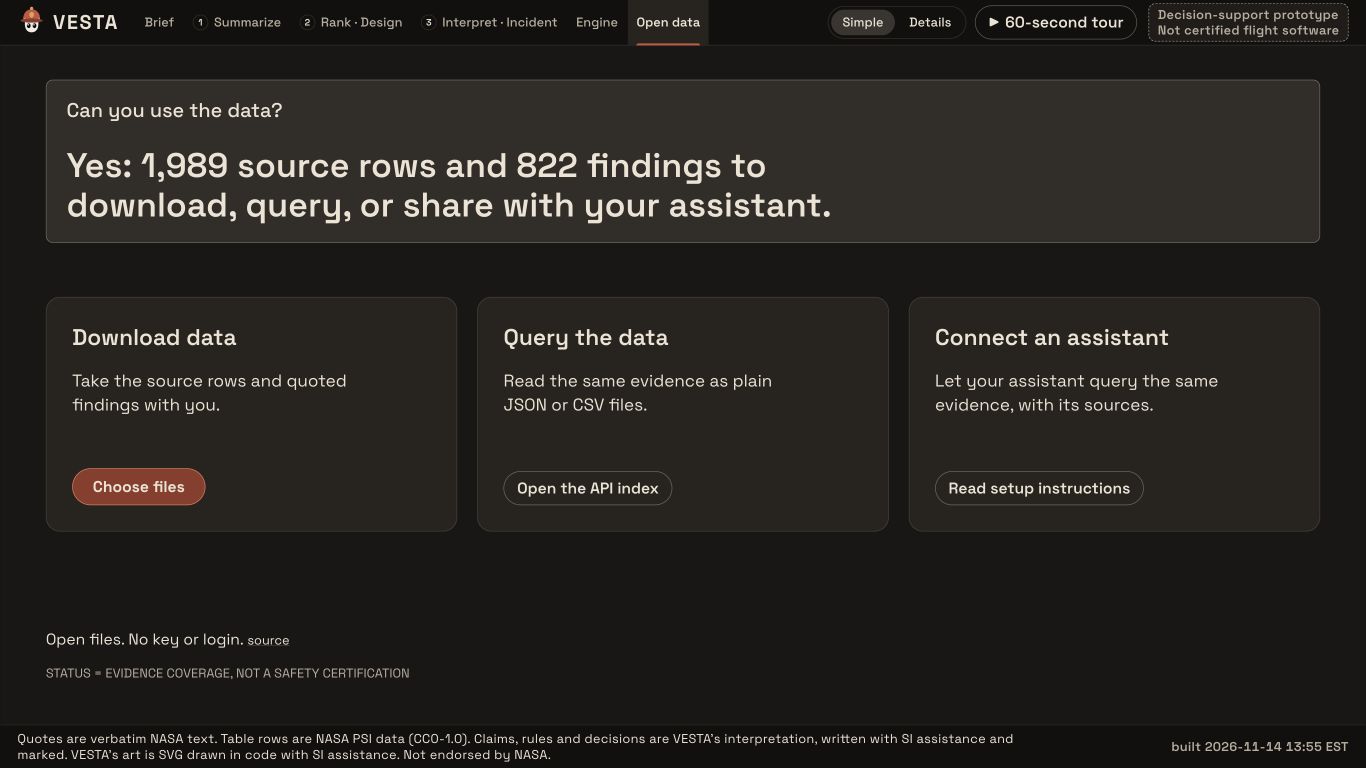 VESTA
Brief
1 Summarize
2 Rank · Design
3 Interpret · Incident
Engine
Open data
Simple
Details
▶ 60-second tour
Decision-support prototype
Not certified flight software
Can you use the data?
Yes: 1,989 source rows and 822 findings to
download, query, or share with your assistant.
Download data
Take the source rows and quoted
findings with you.
Choose files
Query the data
Read the same evidence as plain
JSON or CSV files.
Open the API index
Connect an assistant
Let your assistant query the same
evidence, with its sources.
Read setup instructions
Open files. No key or login. source
STATUS = EVIDENCE COVERAGE, NOT A SAFETY CERTIFICATION
Quotes are verbatim NASA text. Table rows are NASA PSI data (CC0-1.0). Claims, rules and decisions are VESTA's interpretation, written with SI assistance and
marked. VESTA's art is SVG drawn in code with SI assistance. Not endorsed by NASA.
built 2026-11-14 13:55 EST